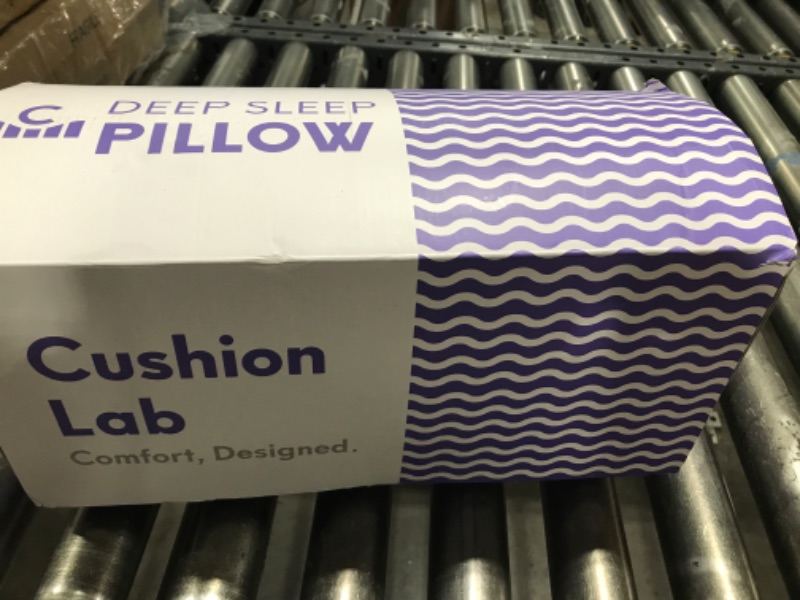 DEEP SLEEP
PILLOW
Cushion
Lab
Comfort, Designed.